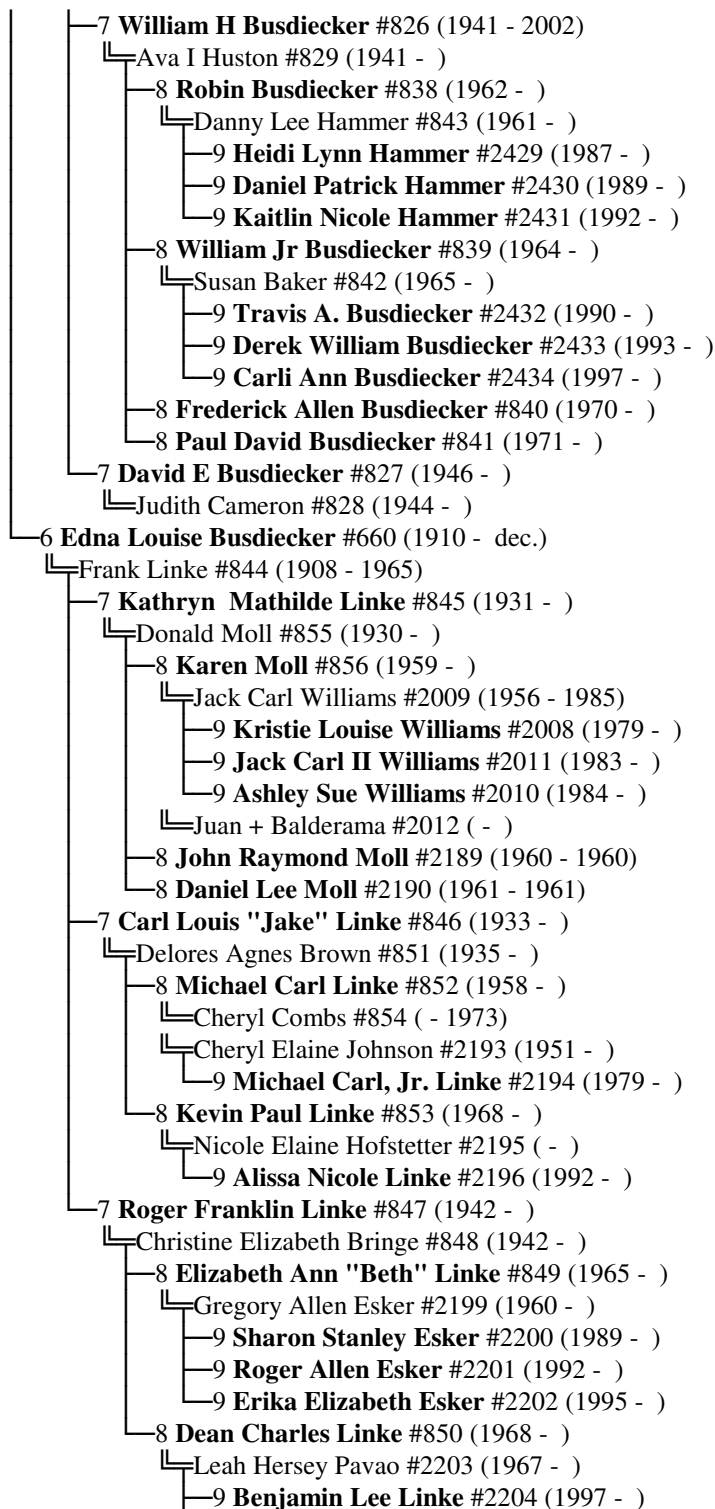 7 William H Busdiecker #826 (1941 - 2002)
Ava I Huston #829 (1941 - )
8 Robin Busdiecker #838 (1962 - )
Danny Lee Hammer #843 (1961 - )
9 Heidi Lynn Hammer #2429 (1987 - )
9 Daniel Patrick Hammer #2430 (1989 - )
9 Kaitlin Nicole Hammer #2431 (1992 - )
8 William Jr Busdiecker #839 (1964 - )
Susan Baker #842 (1965 - )
9 Travis A. Busdiecker #2432 (1990 - )
9 Derek William Busdiecker #2433 (1993 - )
9 Carli Ann Busdiecker #2434 (1997 - )
8 Frederick Allen Busdiecker #840 (1970 - )
8 Paul David Busdiecker #841 (1971 - )
7 David E Busdiecker #827 (1946 - )
Judith Cameron #828 (1944 - )
6 Edna Louise Busdiecker #660 (1910 - dec.)
Frank Linke #844 (1908 - 1965)
7 Kathryn Mathilde Linke #845 (1931 - )
Donald Moll #855 (1930 - )
8 Karen Moll #856 (1959 - )
Jack Carl Williams #2009 (1956 - 1985)
9 Kristie Louise Williams #2008 (1979 - )
9 Jack Carl II Williams #2011 (1983 - )
9 Ashley Sue Williams #2010 (1984 - )
Juan + Balderama #2012 ( - )
8 John Raymond Moll #2189 (1960 - 1960)
8 Daniel Lee Moll #2190 (1961 - 1961)
7 Carl Louis "Jake" Linke #846 (1933 - )
Delores Agnes Brown #851 (1935 - )
8 Michael Carl Linke #852 (1958 - )
Cheryl Combs #854 ( - 1973)
Cheryl Elaine Johnson #2193 (1951 - )
9 Michael Carl, Jr. Linke #2194 (1979 - )
8 Kevin Paul Linke #853 (1968 - )
Nicole Elaine Hofstetter #2195 ( - )
9 Alissa Nicole Linke #2196 (1992 - )
7 Roger Franklin Linke #847 (1942 - )
Christine Elizabeth Bringe #848 (1942 - )
8 Elizabeth Ann "Beth" Linke #849 (1965 - )
Gregory Allen Esker #2199 (1960 - )
9 Sharon Stanley Esker #2200 (1989 - )
9 Roger Allen Esker #2201 (1992 - )
9 Erika Elizabeth Esker #2202 (1995 - )
8 Dean Charles Linke #850 (1968 - )
Leah Hersey Pavao #2203 (1967 - )
9 Benjamin Lee Linke #2204 (1997 - )